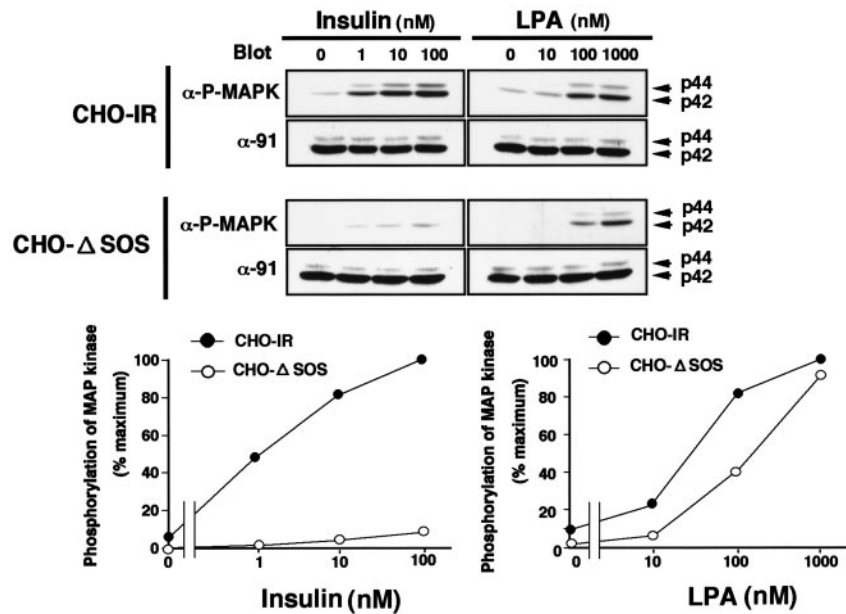 Insulin (nM) LPA (nM)
Blot 0 1 10 100 0 10 100 1000
CHO-IR α-P-MAPK p44
p42
α-91 p44
p42
CHO-Δ SOS α-P-MAPK p44
p42
α-91 p44
p42
Phosphorylation of MAP kinase
(% maximum)
CHO-IR
CHO-Δ SOS
100
80
60
40
20
0
0 1 10 100
Insulin (nM)
Phosphorylation of MAP kinase
(% maximum)
CHO-IR
CHO-Δ SOS
100
80
60
40
20
0
0 10 100 1000
LPA (nM)